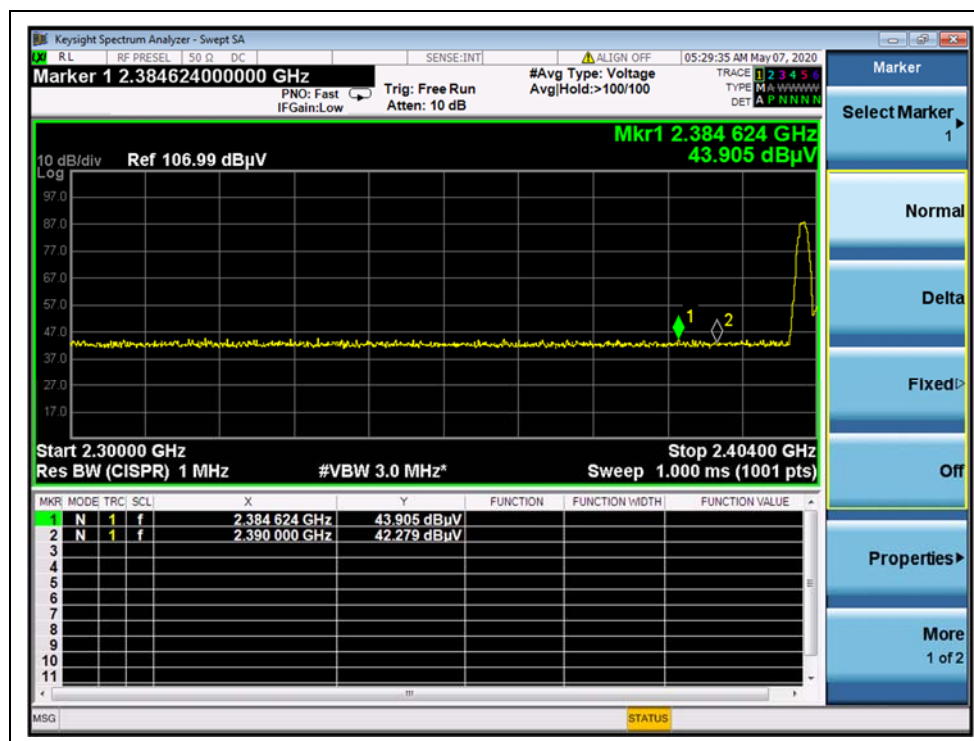 Keysight Spectrum Analyzer - Swept SA
RL RF PRESEL 50 Ω DC SENSE:INT ALIGN OFF 05:29:35 AM May 07, 2020
Marker 1 2.384624000000 GHz
PNO: Fast
IFGain:Low
Trig: Free Run
Atten: 10 dB
#Avg Type: Voltage
Avg|Hold:>100/100
TRACE 1 2 3 4 5 6
TYPE M A W W W W
DET A P N N N N
Mkr1 2.384 624 GHz
43.905 dBµV
10 dB/div Ref 106.99 dBµV
Log
97.0
87.0
77.0
67.0
57.0
47.0
37.0
27.0
17.0
1
2
Start 2.30000 GHz Stop 2.40400 GHz
Res BW (CISPR) 1 MHz #VBW 3.0 MHz* Sweep 1.000 ms (1001 pts)
MKR MODE TRC SCL X Y FUNCTION FUNCTION WIDTH FUNCTION VALUE
1 N 1 f 2.384 624 GHz 43.905 dBµV
2 N 1 f 2.390 000 GHz 42.279 dBµV
3
4
5
6
7
8
9
10
11
MSG STATUS
Marker
Select Marker
1
Normal
Delta
Fixed
Off
Properties
More
1 of 2